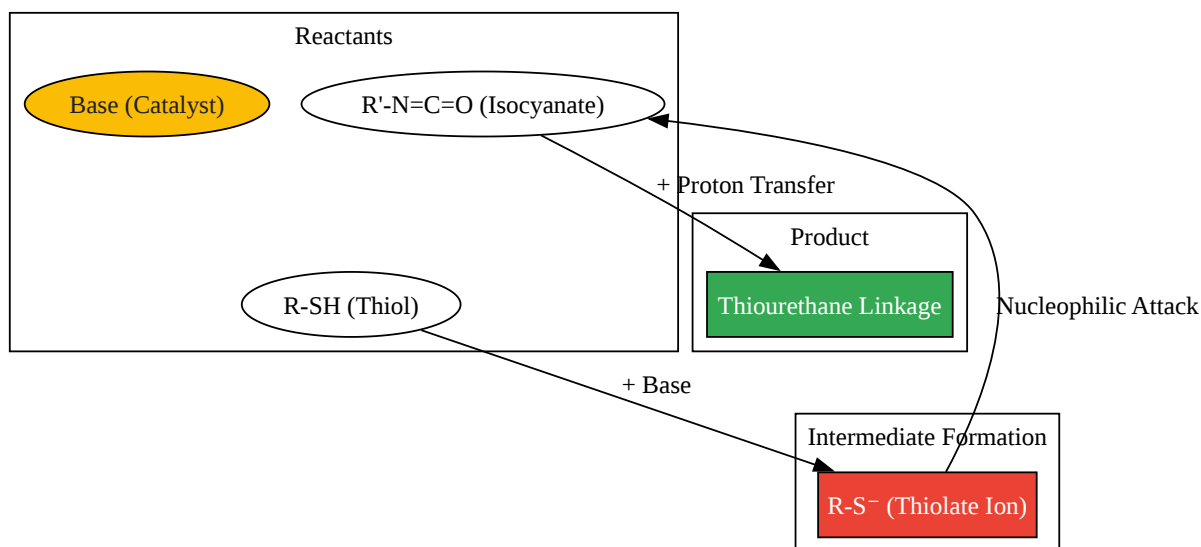 Reactants
Base (Catalyst)
R'-N=C=O (Isocyanate)
+ Proton Transfer
Product
Thiourethane Linkage
R-SH (Thiol)
Nucleophilic Attack
+ Base
Intermediate Formation
R-S⁻ (Thiolate Ion)